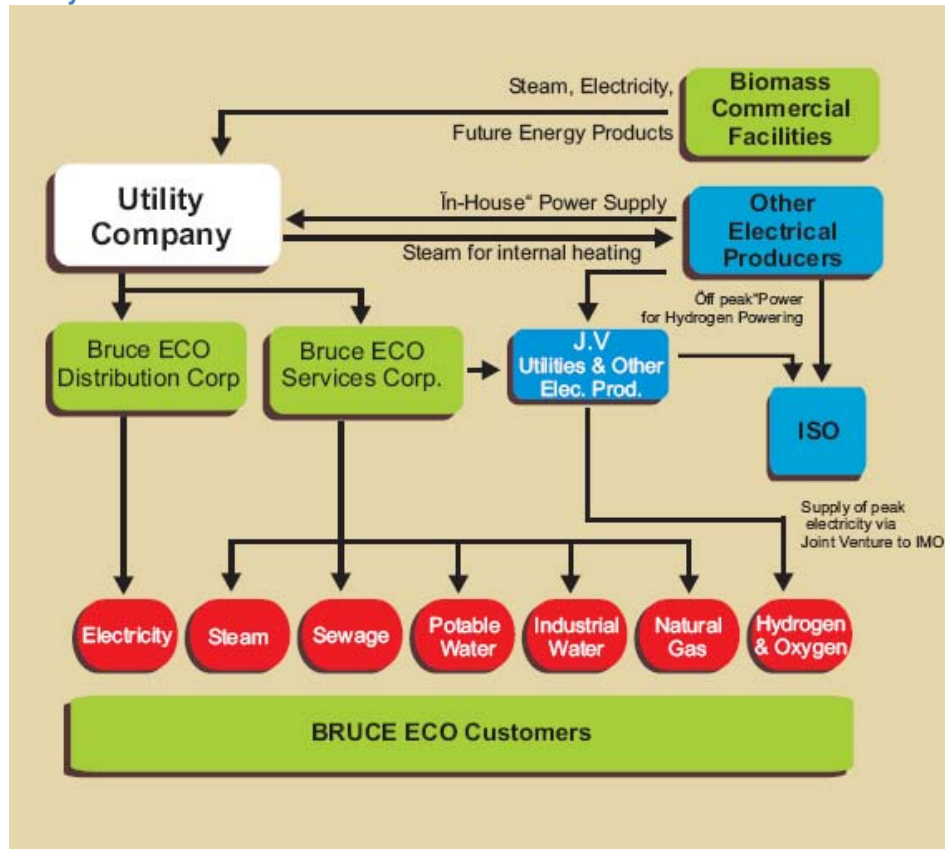 Steam, Electricity,
Future Energy Products
Biomass
Commercial
Facilities
Utility
Company
Ïn-House“ Power Supply
Steam for internal heating
Other
Electrical
Producers
Öff peak“Power
for Hydrogen Powering
Bruce ECO
Distribution Corp
Bruce ECO
Services Corp.
J.V
Utilities & Other
Elec. Prod.
ISO
Supply of peak
electricity via
Joint Venture to IMO
Electricity
Steam
Sewage
Potable
Water
Industrial
Water
Natural
Gas
Hydrogen
& Oxygen
BRUCE ECO Customers